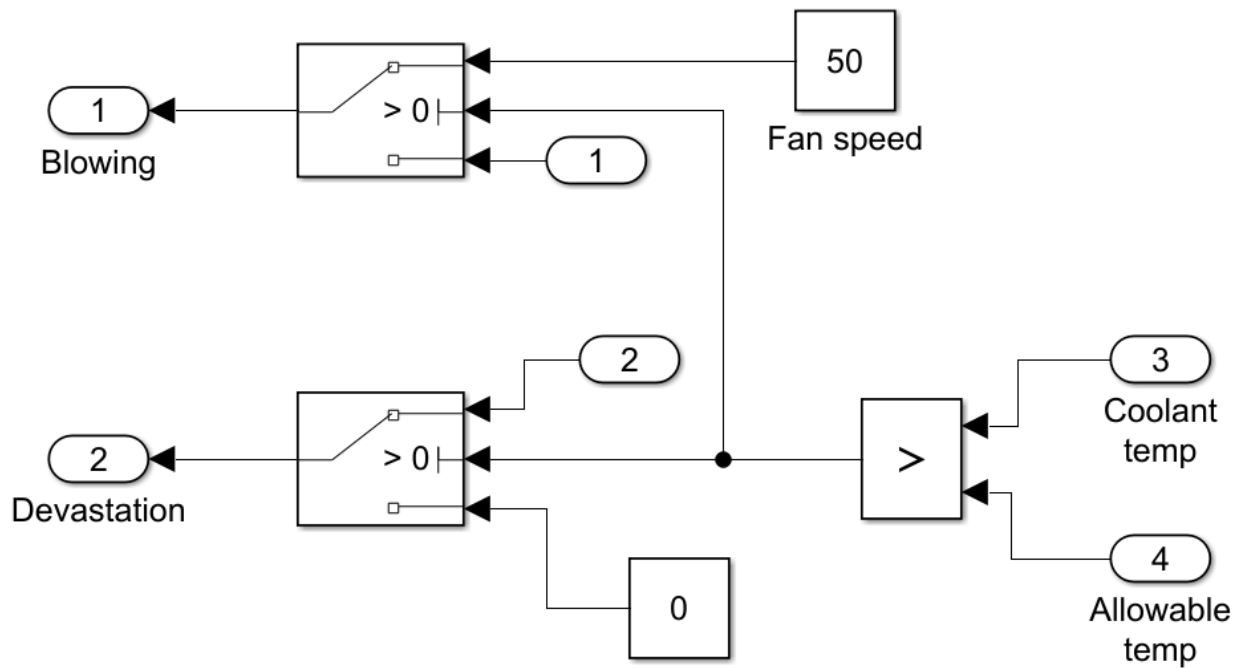 50
Fan speed
> 0
1
Blowing
1
2
3
Coolant
temp
> 0
2
Devastation
>
0
4
Allowable
temp